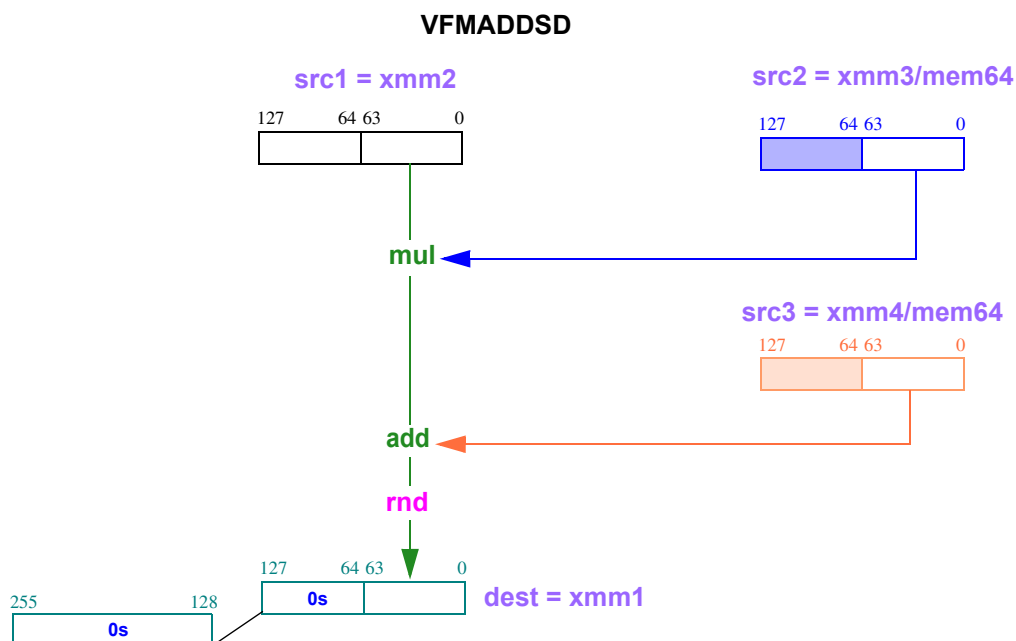 VFMADDSD
src1 = xmm2
src2 = xmm3/mem64
127 64 63 0
127 64 63 0
mul
src3 = xmm4/mem64
127 64 63 0
add
rnd
127 64 63 0
0s
dest = xmm1
255 128
0s